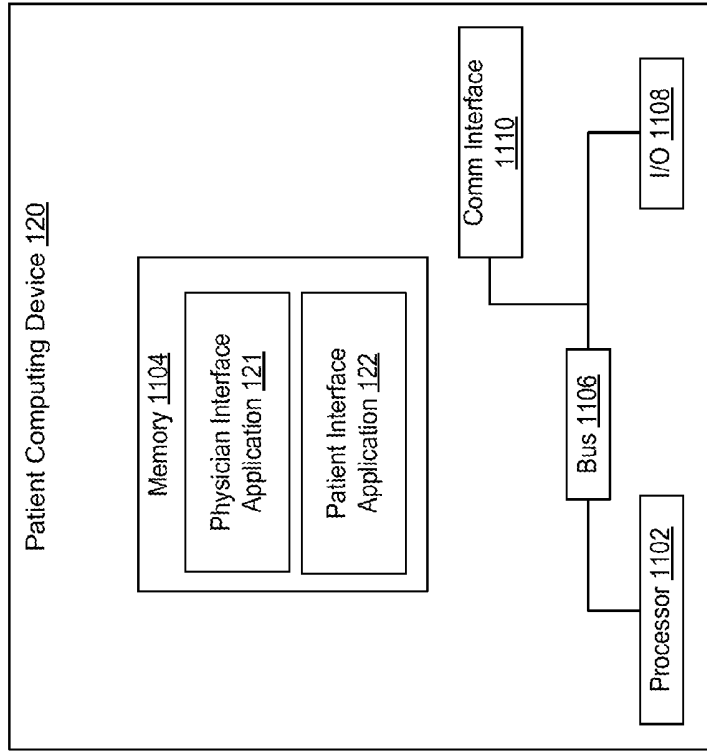 Patient Computing Device 120
Memory 1104
Physician Interface
Application 121
Patient Interface
Application 122
Comm Interface
1110
Bus 1106
Processor 1102
I/O 1108